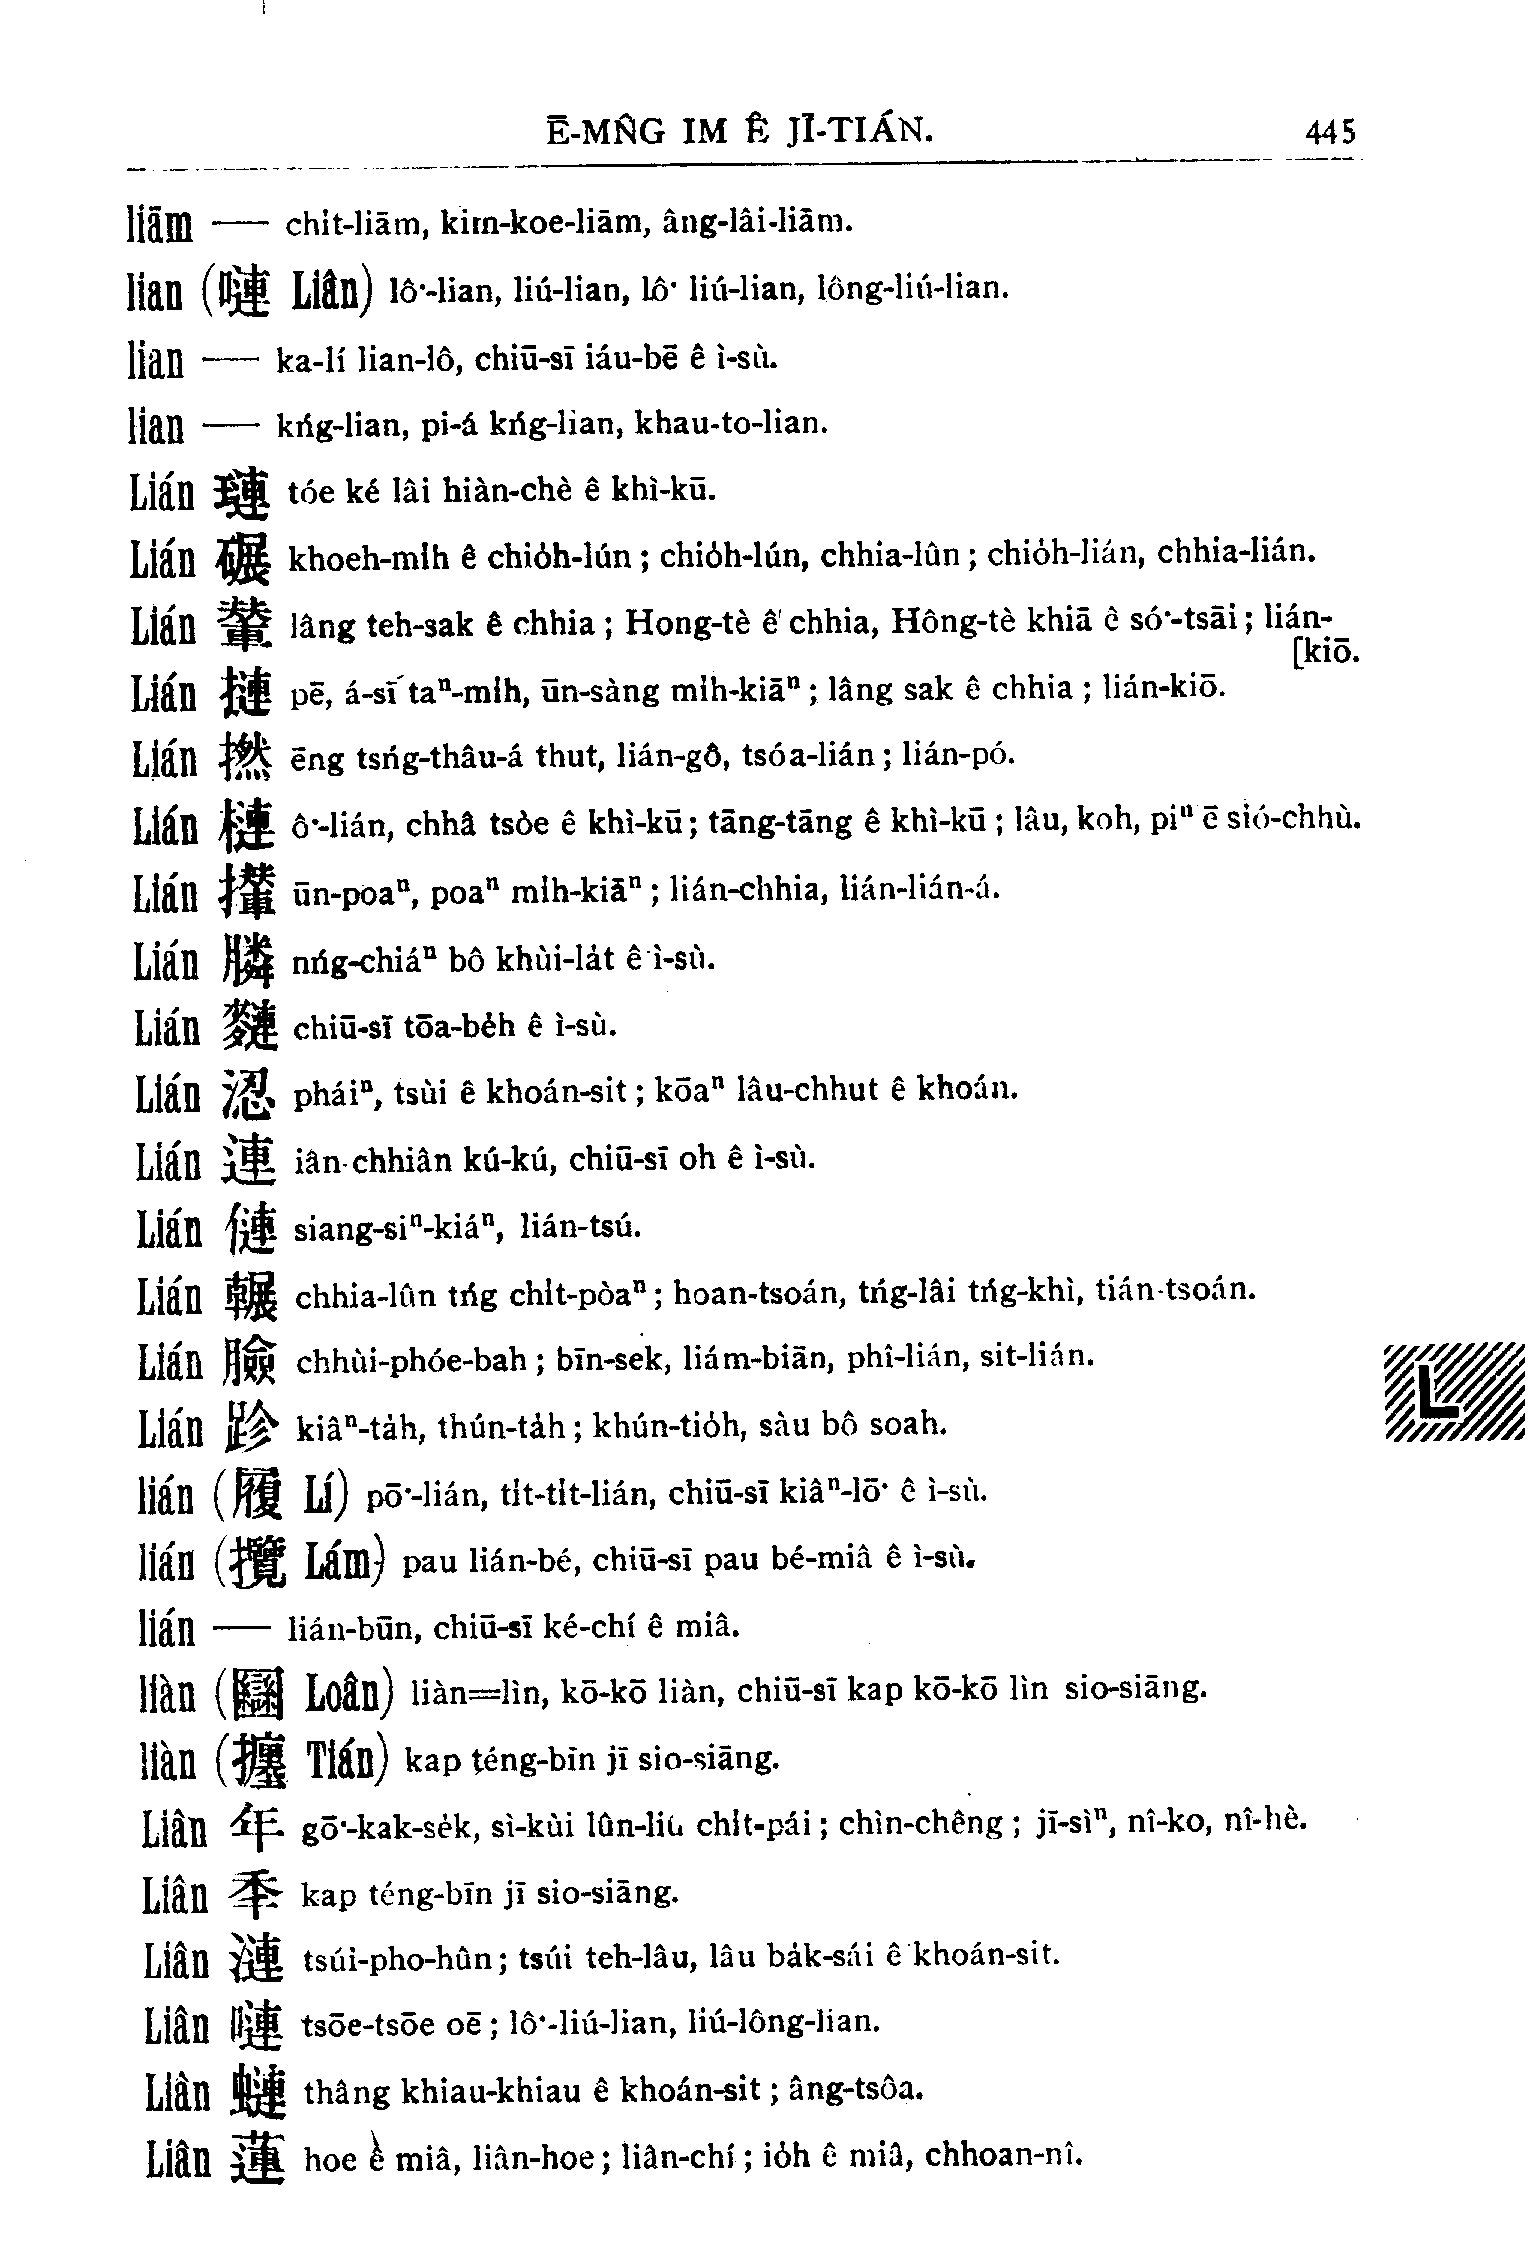 Ē-MN̂G IM Ê JĪ-TIÁN. 445
liām — chi̍t-liām, kim-koe-liām, âng-lâi-liām.
lian (嗹 Liân) lô͘-lian, liú-lian, lô͘ liú-lian, lông-liú-lian.
lian — ka-lí lian-lô, chiū-sī iáu-bē ê ì-sù.
lian — kńg-lian, pi-á kńg-lian, khau-to-lian.
Lián 璉 tóe ké lâi hiàn-chè ê khì-kū.
Lián 碾 khoeh-mi̍h ê chio̍h-lún; chio̍h-lún, chhia-lûn; chio̍h-lián, chhia-lián.
Lián 輦 lâng teh-sak ê chhia; Hong-tè ê chhia, Hông-tè khiā ê só͘-tsāi; lián-
[kiō.
Lián 摙 pē, á-sī taⁿ-mi̍h, ūn-sàng mi̍h-kiāⁿ; lâng sak ê chhia; lián-kiō.
Lián 撚 ēng tsńg-thâu-á thut, lián-gô, tsóa-lián; lián-pó.
Lián 槤 ô͘-lián, chhâ tsòe ê khì-kū; tāng-tāng ê khì-kū; lâu, koh, piⁿ ē sió-chhù.
Lián 攆 ūn-poaⁿ, poaⁿ mi̍h-kiāⁿ; lián-chhia, lián-lián-á.
Lián 膦 nńg-chiáⁿ bô khùi-la̍t ê ì-sù.
Lián 䴞 chiū-sī tōa-be̍h ê ì-sù.
Lián 涊 pháiⁿ, tsùi ê khoán-sit; kōaⁿ lâu-chhut ê khoán.
Lián 連 iân-chhiân kú-kú, chiū-sī oh ê ì-sù.
Lián 僆 siang-siⁿ-kiáⁿ, lián-tsú.
Lián 輾 chhia-lûn tńg chi̍t-pòaⁿ; hoan-tsoán, tńg-lâi tńg-khì, tián-tsoán.
Lián 臉 chhùi-phóe-bah; bīn-sek, liám-biān, phî-lián, sit-lián.
Lián 跈 kiâⁿ-ta̍h, thún-ta̍h; khún-tio̍h, sàu bô soah.
lián (履 Lí) pō͘-lián, ti̍t-ti̍t-lián, chiū-sī kiâⁿ-lō͘ ê ì-sù.
lián (攬 Lám) pau lián-bé, chiū-sī pau bé-miâ ê ì-sù.
lián — lián-būn, chiū-sī ké-chí ê miâ.
liàn (圞 Loân) liàn=lìn, kō-kō liàn, chiū-sī kap kō-kō lìn sio-siāng.
liàn (㙻 Tián) kap téng-bīn jī sio-siāng.
Liân 年 gō͘-kak-se̍k, sì-kùi lûn-liû chi̍t-pái; chìn-chêng; jī-sìⁿ, nî-ko, nî-hè.
Liân 秊 kap téng-bīn jī sio-siāng.
Liân 漣 tsúi-pho-hûn; tsúi teh-lâu, lâu ba̍k-sái ê khoán-sit.
Liân 嗹 tsōe-tsōe oē; lô͘-liú-lian, liú-lông-lian.
Liân 蠊 thâng khiau-khiau ê khoán-sit; âng-tsôa.
Liân 蓮 hoe ê miâ, liân-hoe; liân-chí; io̍h ê miâ, chhoan-nî.
L